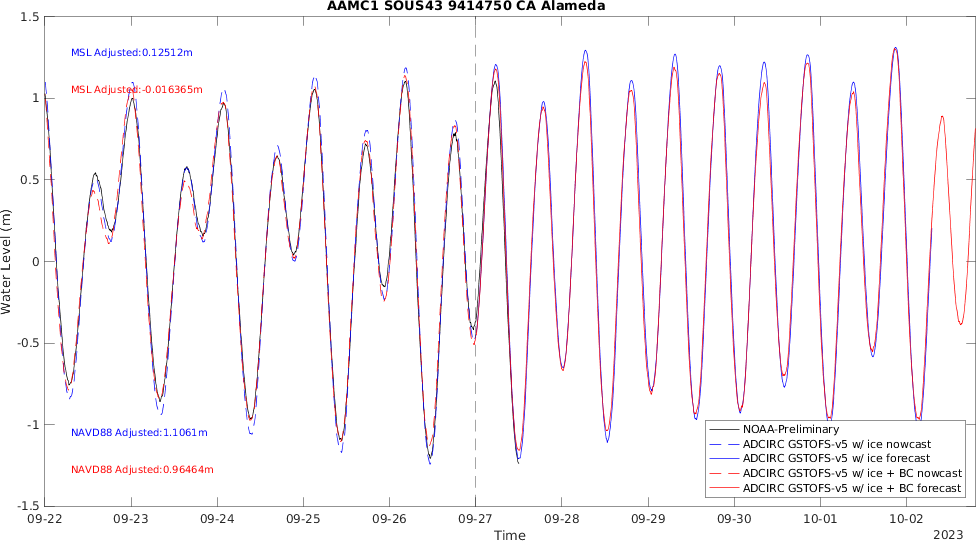 AAMC1 SOUS43 9414750 CA Alameda
1.5
1
0.5
0
-0.5
-1
-1.5
Water Level (m)
MSL Adjusted:0.12512m
MSL Adjusted:-0.016365m
NAVD88 Adjusted:1.1061m
NAVD88 Adjusted:0.96464m
NOAA-Preliminary
ADCIRC GSTOFS-v5 w/ ice nowcast
ADCIRC GSTOFS-v5 w/ ice forecast
ADCIRC GSTOFS-v5 w/ ice + BC nowcast
ADCIRC GSTOFS-v5 w/ ice + BC forecast
09-22 09-23 09-24 09-25 09-26 09-27 09-28 09-29 09-30 10-01 10-02
Time
2023